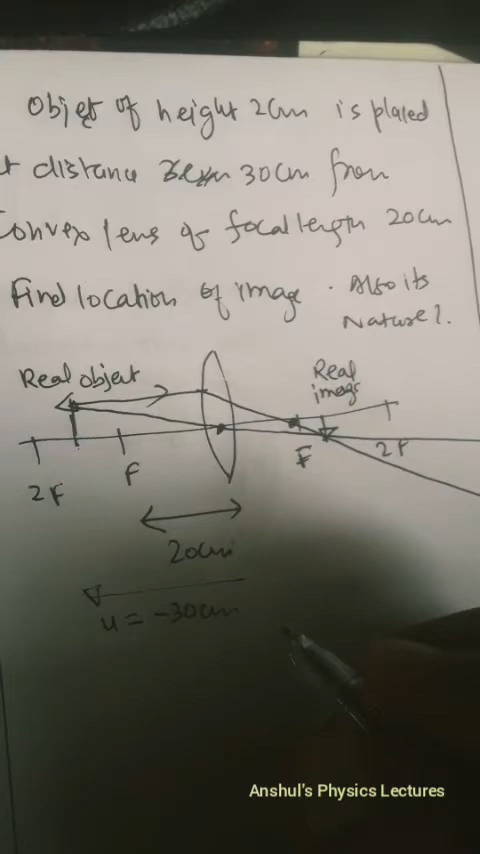 Object of height 2cm is placed
t distance 30cm from
Convex lens of focal length 20cm
Find location of image. Also its
Nature?.
Real object
Real
image
2F
F
F
2F
20cm
u = -30cm
Anshul's Physics Lectures